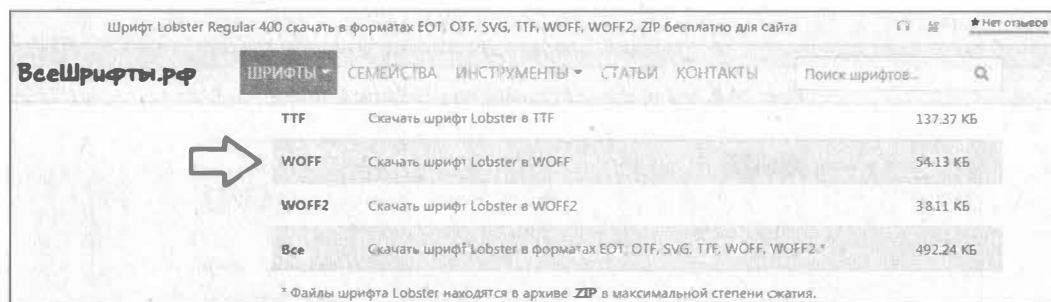 Шрифт Lobster Regular 400 скачать в форматах EOT, OTF, SVG, TTF, WOFF, WOFF2, ZIP бесплатно для сайта
★ Нет отзывов
ВсеШрифты.рф
ШРИФТЫ СЕМЕЙСТВА ИНСТРУМЕНТЫ СТАТЬИ КОНТАКТЫ Поиск шрифтов...
TTF Скачать шрифт Lobster в TTF 137.37 КБ
WOFF Скачать шрифт Lobster в WOFF 54.13 КБ
WOFF2 Скачать шрифт Lobster в WOFF2 38.11 КБ
Все Скачать шрифт Lobster в форматах EOT, OTF, SVG, TTF, WOFF, WOFF2 * 492.24 КБ
* Файлы шрифта Lobster находятся в архиве ZIP в максимальной степени сжатия.